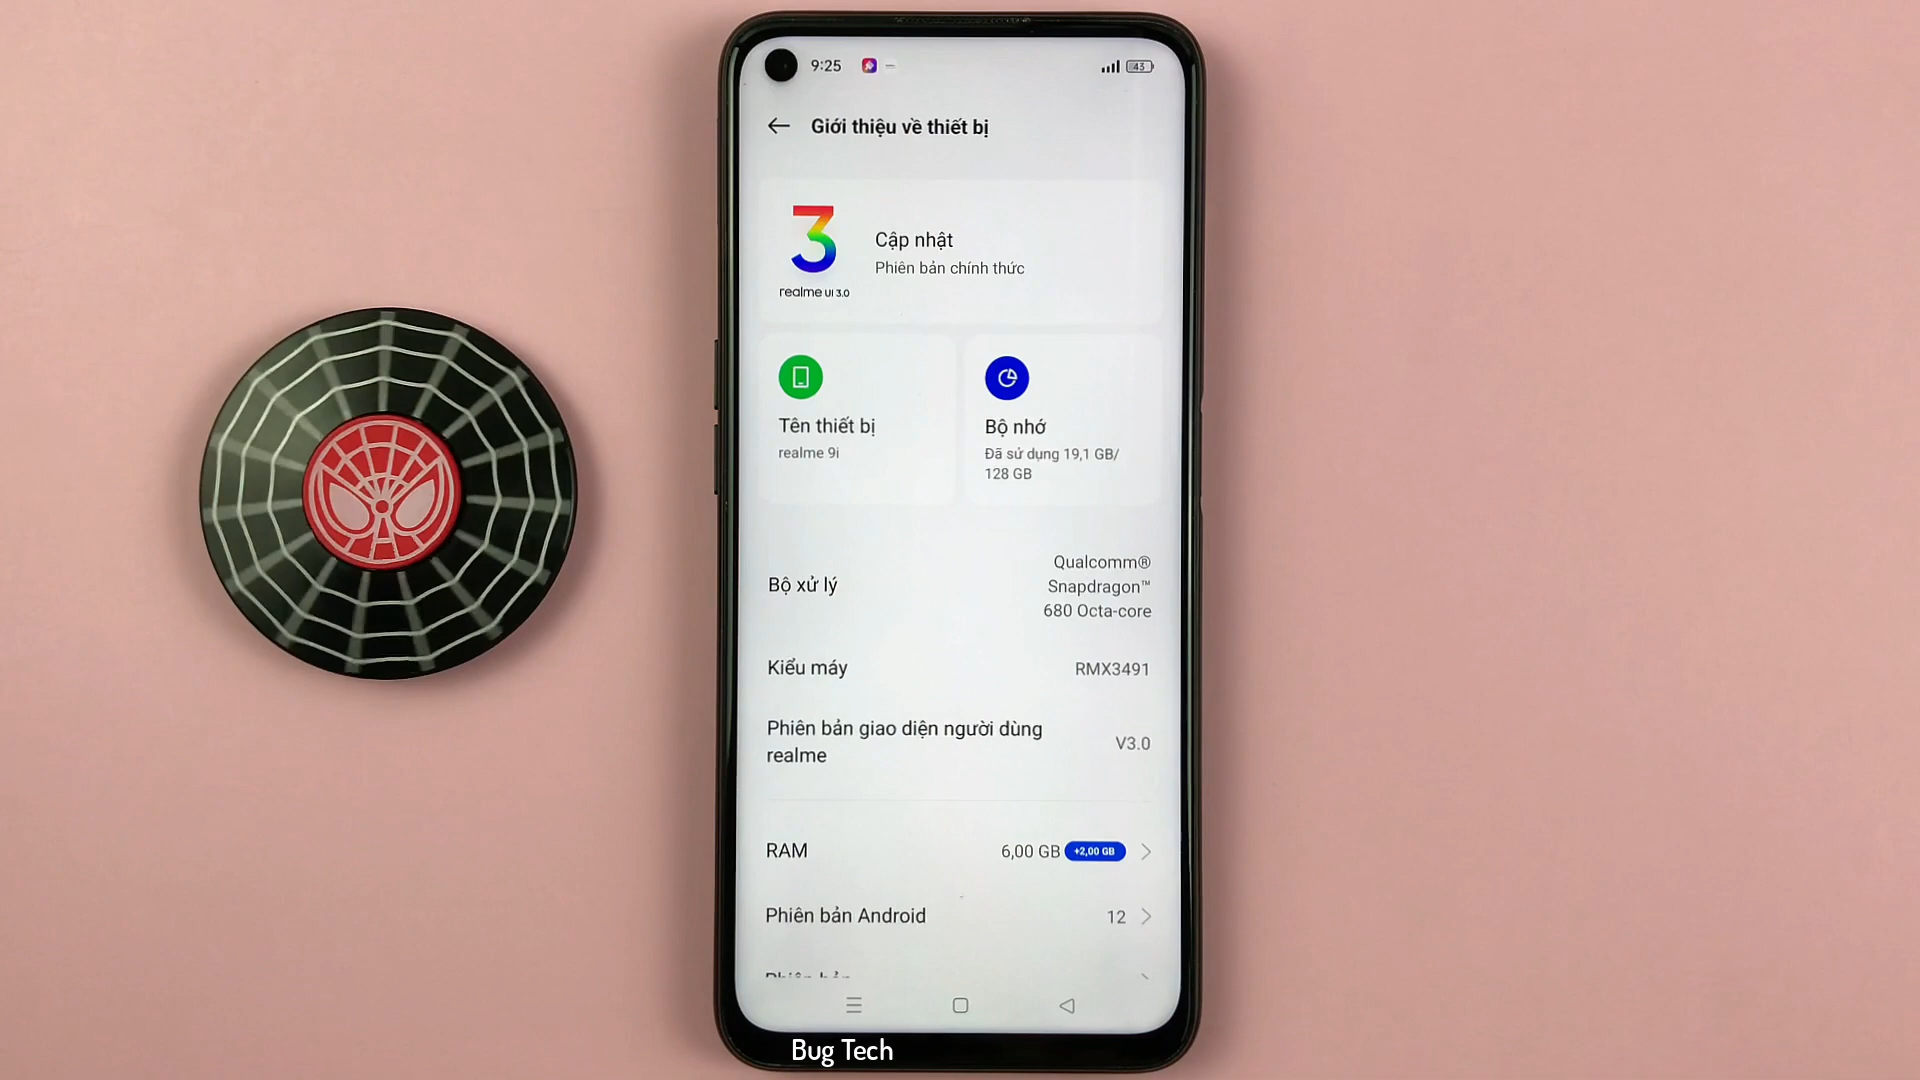 9:25
43
Giới thiệu về thiết bị
3
realme UI 3.0
Cập nhật
Phiên bản chính thức
Tên thiết bị
realme 9i
Bộ nhớ
Đã sử dụng 19,1 GB/
128 GB
Bộ xử lý
Qualcomm®
Snapdragon™
680 Octa-core
Kiểu máy
RMX3491
Phiên bản giao diện người dùng
realme
V3.0
RAM
6,00 GB +2,00 GB
Phiên bản Android
12
Bug Tech